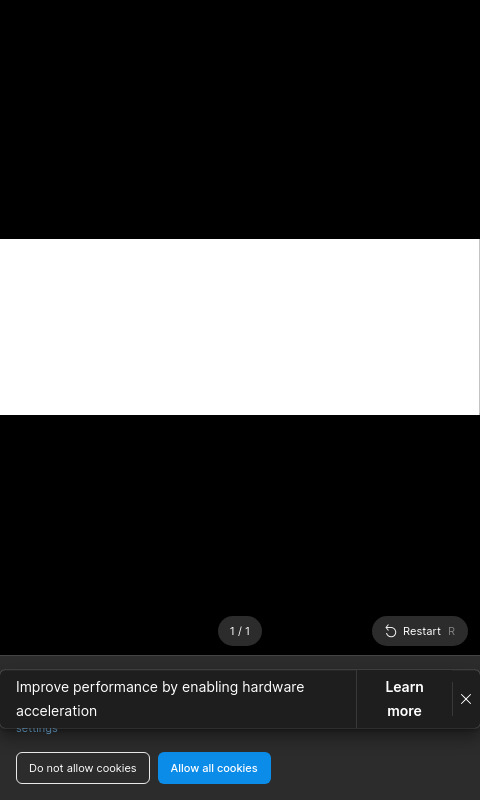 1 / 1
Restart R
Improve performance by enabling hardware
acceleration
Learn
more
settings
Do not allow cookies
Allow all cookies